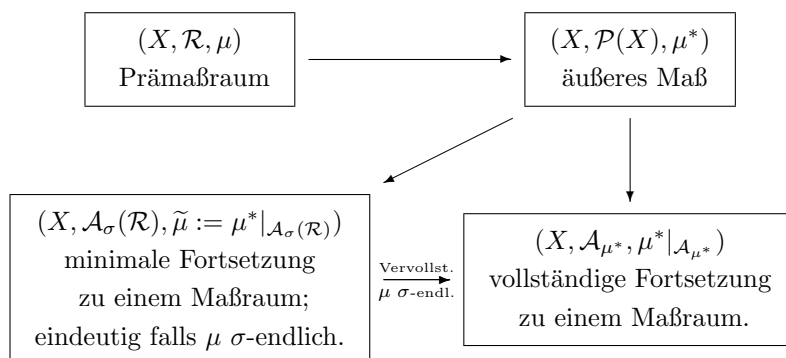 (X, 𝓡, μ)
Prämaßraum
(X, 𝒫(X), μ*)
äußeres Maß
(X, 𝒜_σ(𝓡), μ̃ := μ*|_{𝒜_σ(𝓡)})
minimale Fortsetzung
zu einem Maßraum;
eindeutig falls μ σ-endlich.
Vervollst.
μ σ-endl.
(X, 𝒜_{μ*}, μ*|_{𝒜_{μ*}})
vollständige Fortsetzung
zu einem Maßraum.